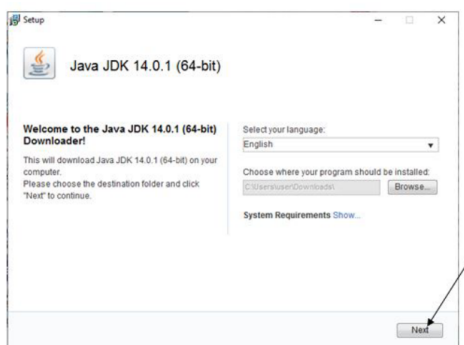 Setup
Java JDK 14.0.1 (64-bit)
Welcome to the Java JDK 14.0.1 (64-bit)
Downloader!
This will download Java JDK 14.0.1 (64-bit) on your
computer.
Please choose the destination folder and click
"Next" to continue.
Select your language:
English
Choose where your program should be installed:
C:\Users\user\Downloads\
Browse...
System Requirements Show...
Next